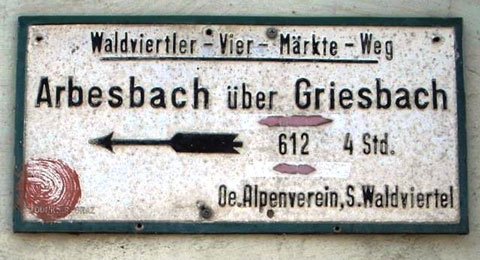 Waldviertler - Vier - Märkte - Weg
Arbesbach über Griesbach
612 4 Std.
Oe. Alpenverein, S. Waldviertel